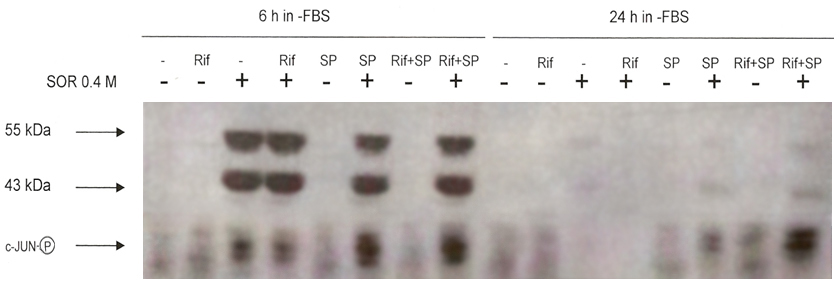 6 h in -FBS 24 h in -FBS
- Rif - Rif SP SP Rif+SP Rif+SP - Rif - Rif SP SP Rif+SP Rif+SP
SOR 0.4 M - - + + - + - + - - + + - + - +
55 kDa
43 kDa
c-JUN-P